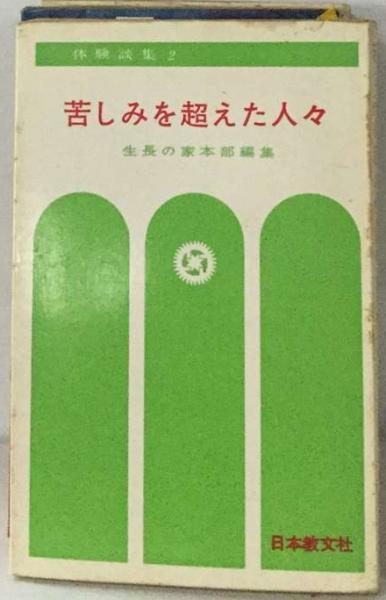 体験談集 2
苦しみを超えた人々
生長の家本部編集
日本教文社